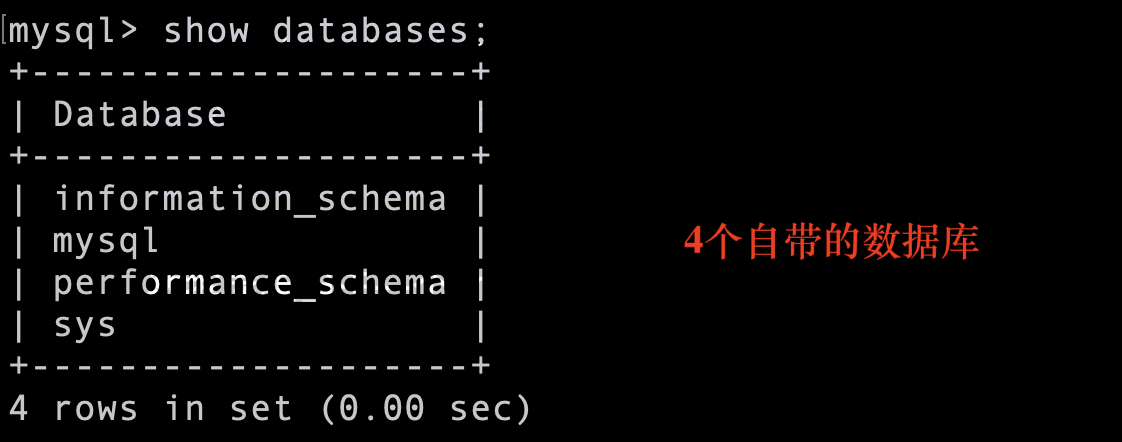 mysql> show databases;
+--------------------+
| Database           |
+--------------------+
| information_schema |
| mysql              |
| performance_schema |
| sys                |
+--------------------+
4 rows in set (0.00 sec)
4个自带的数据库